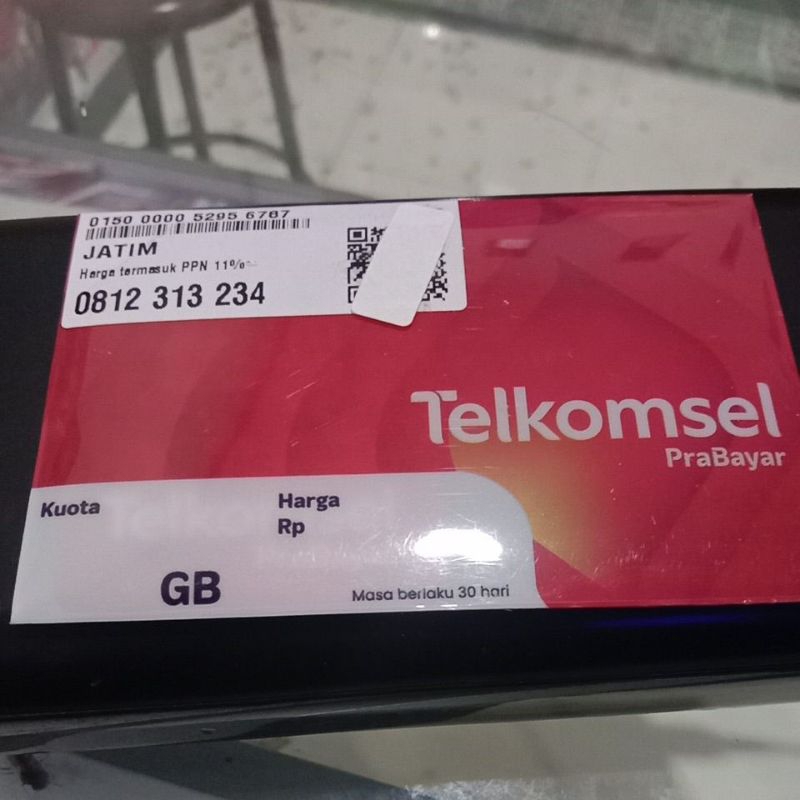 0150 0000 5295 6787
JATIM
Harga termasuk PPN 11%
0812 313 234
Telkomsel
PraBayar
Kuota
Harga
Rp
GB
Masa berlaku 30 hari